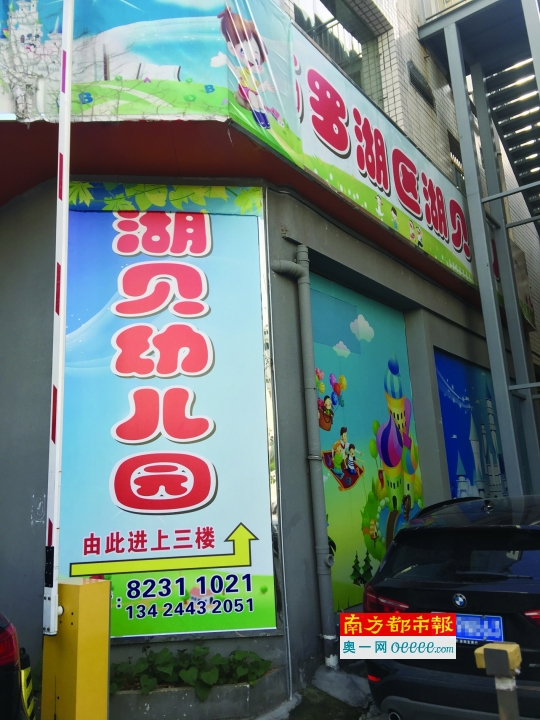 罗湖区湖贝
湖贝幼儿园
由此进上三楼
: 8231 1021
134 2443 2051
南方都市報
奥一网 oeeee.com